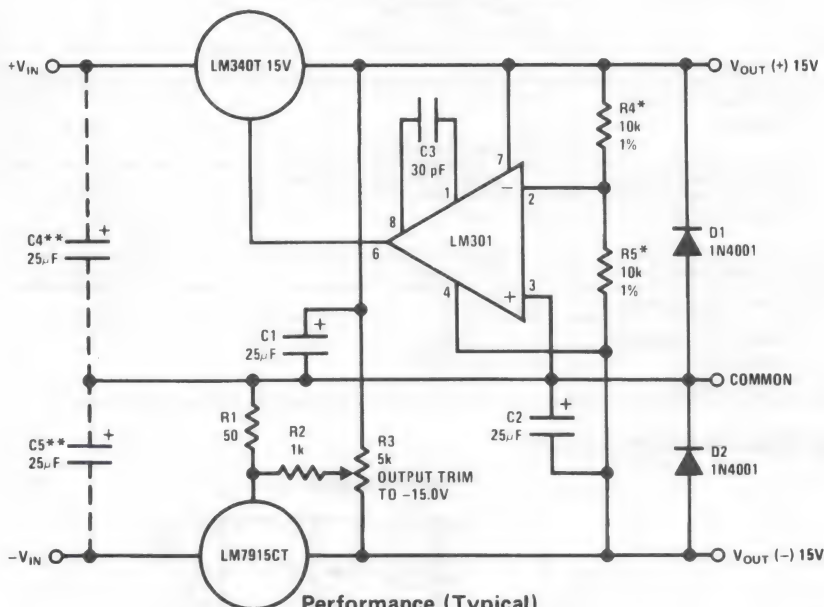 +VIN
LM340T 15V
VOUT (+) 15V
R4*
10k
1%
C3
30 pF
7
1
8
2
6
LM301
4
3
C4**
25μF
+
−
+
R5*
10k
1%
D1
1N4001
C1
25μF
+
COMMON
R1
50
R2
1k
R3
5k
OUTPUT TRIM
TO −15.0V
C2
25μF
+
C5**
25μF
+
D2
1N4001
−VIN
LM7915CT
VOUT (−) 15V
Performance (Typical)